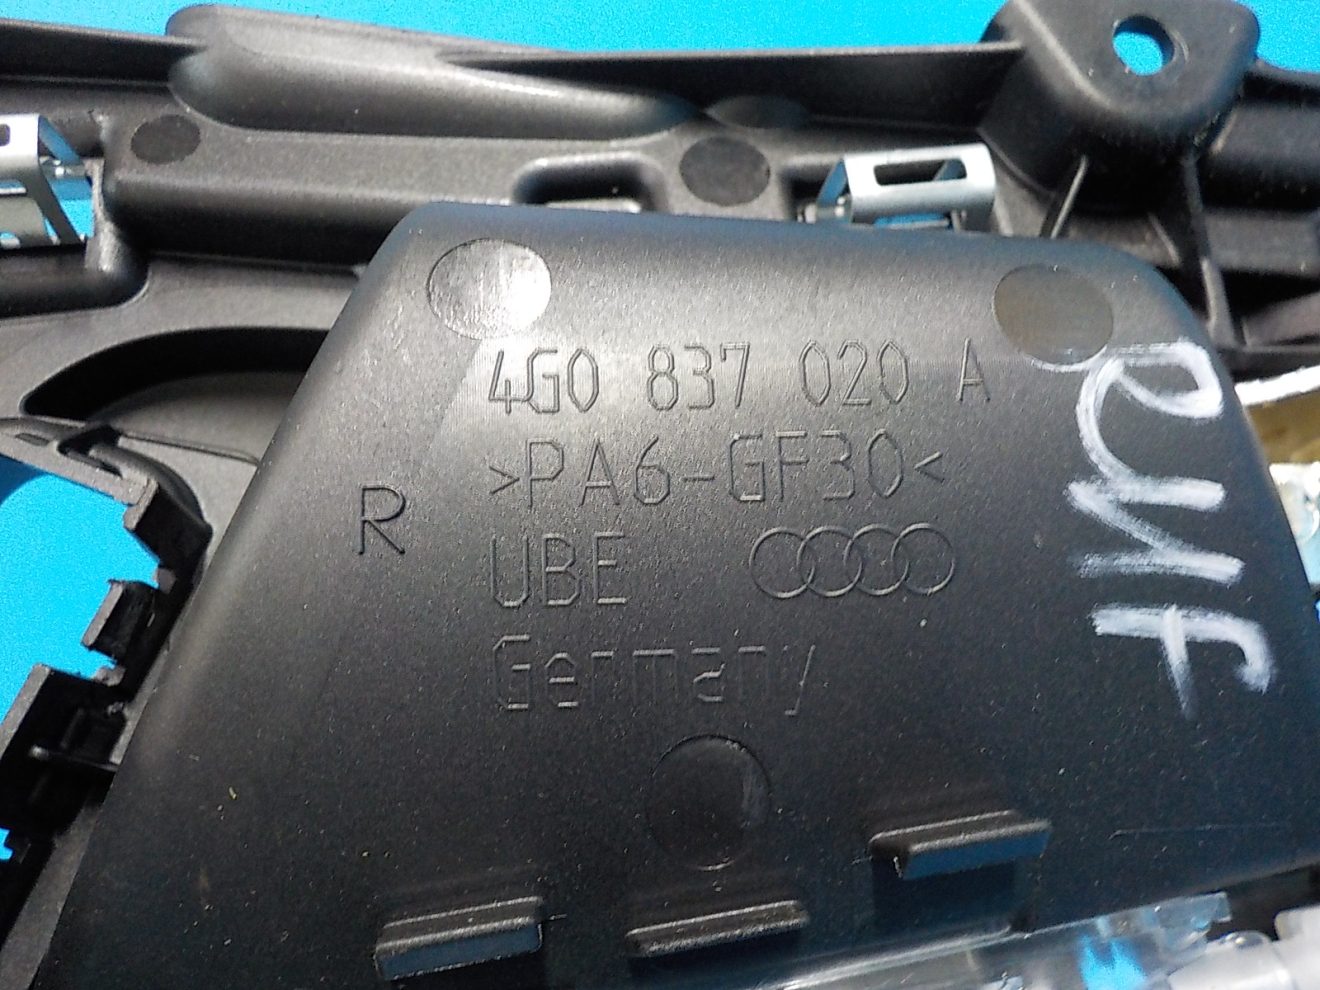 4G0 837 020 A
>PA6-GF30<
R
UBE
Germany